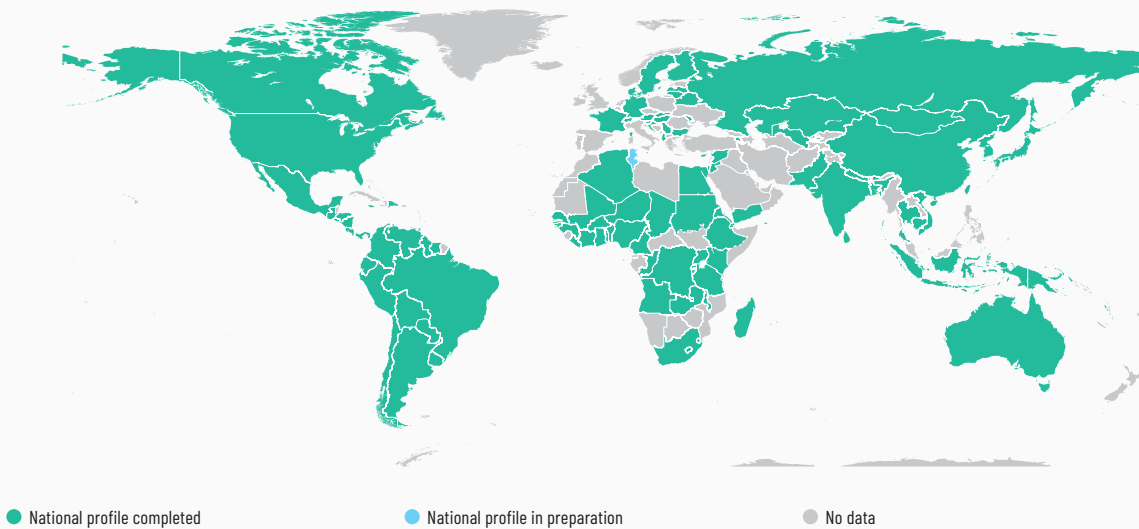 National profile completed
National profile in preparation
No data